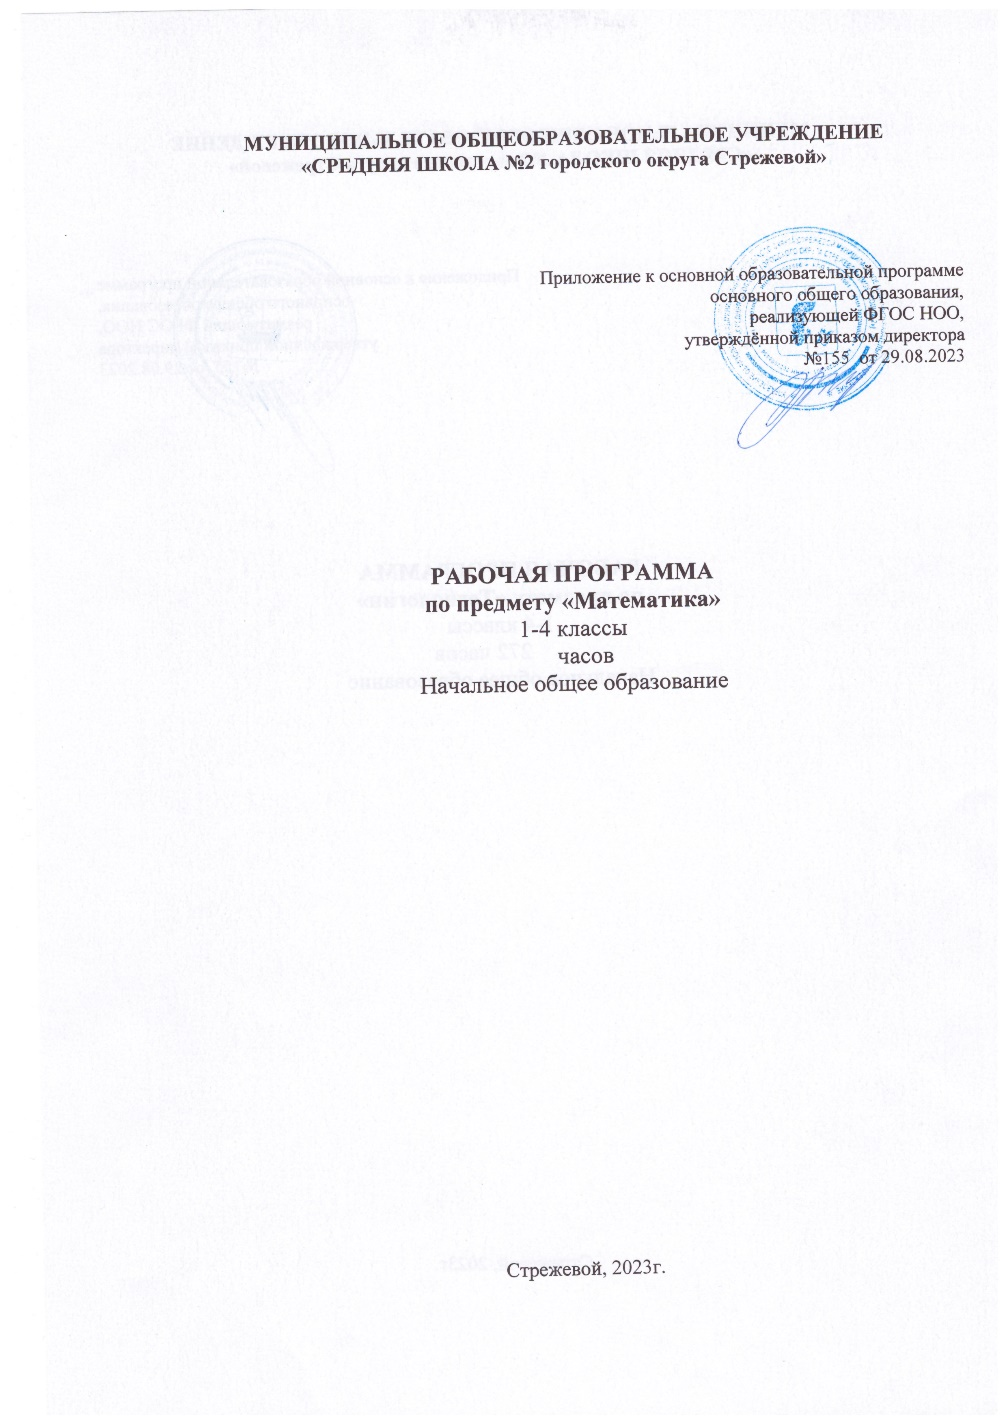 МУНИЦИПАЛЬНОЕ ОБЩЕОБРАЗОВАТЕЛЬНОЕ УЧРЕЖДЕНИЕ
«СРЕДНЯЯ ШКОЛА №2 городского округа Стрежевой»
Приложение к основной образовательной программе
основного общего образования,
реализующей ФГОС НОО,
утверждённой приказом директора
№155 от 29.08.2023
РАБОЧАЯ ПРОГРАММА
по предмету «Математика»
1-4 классы
часов
Начальное общее образование
Стрежевой, 2023г.